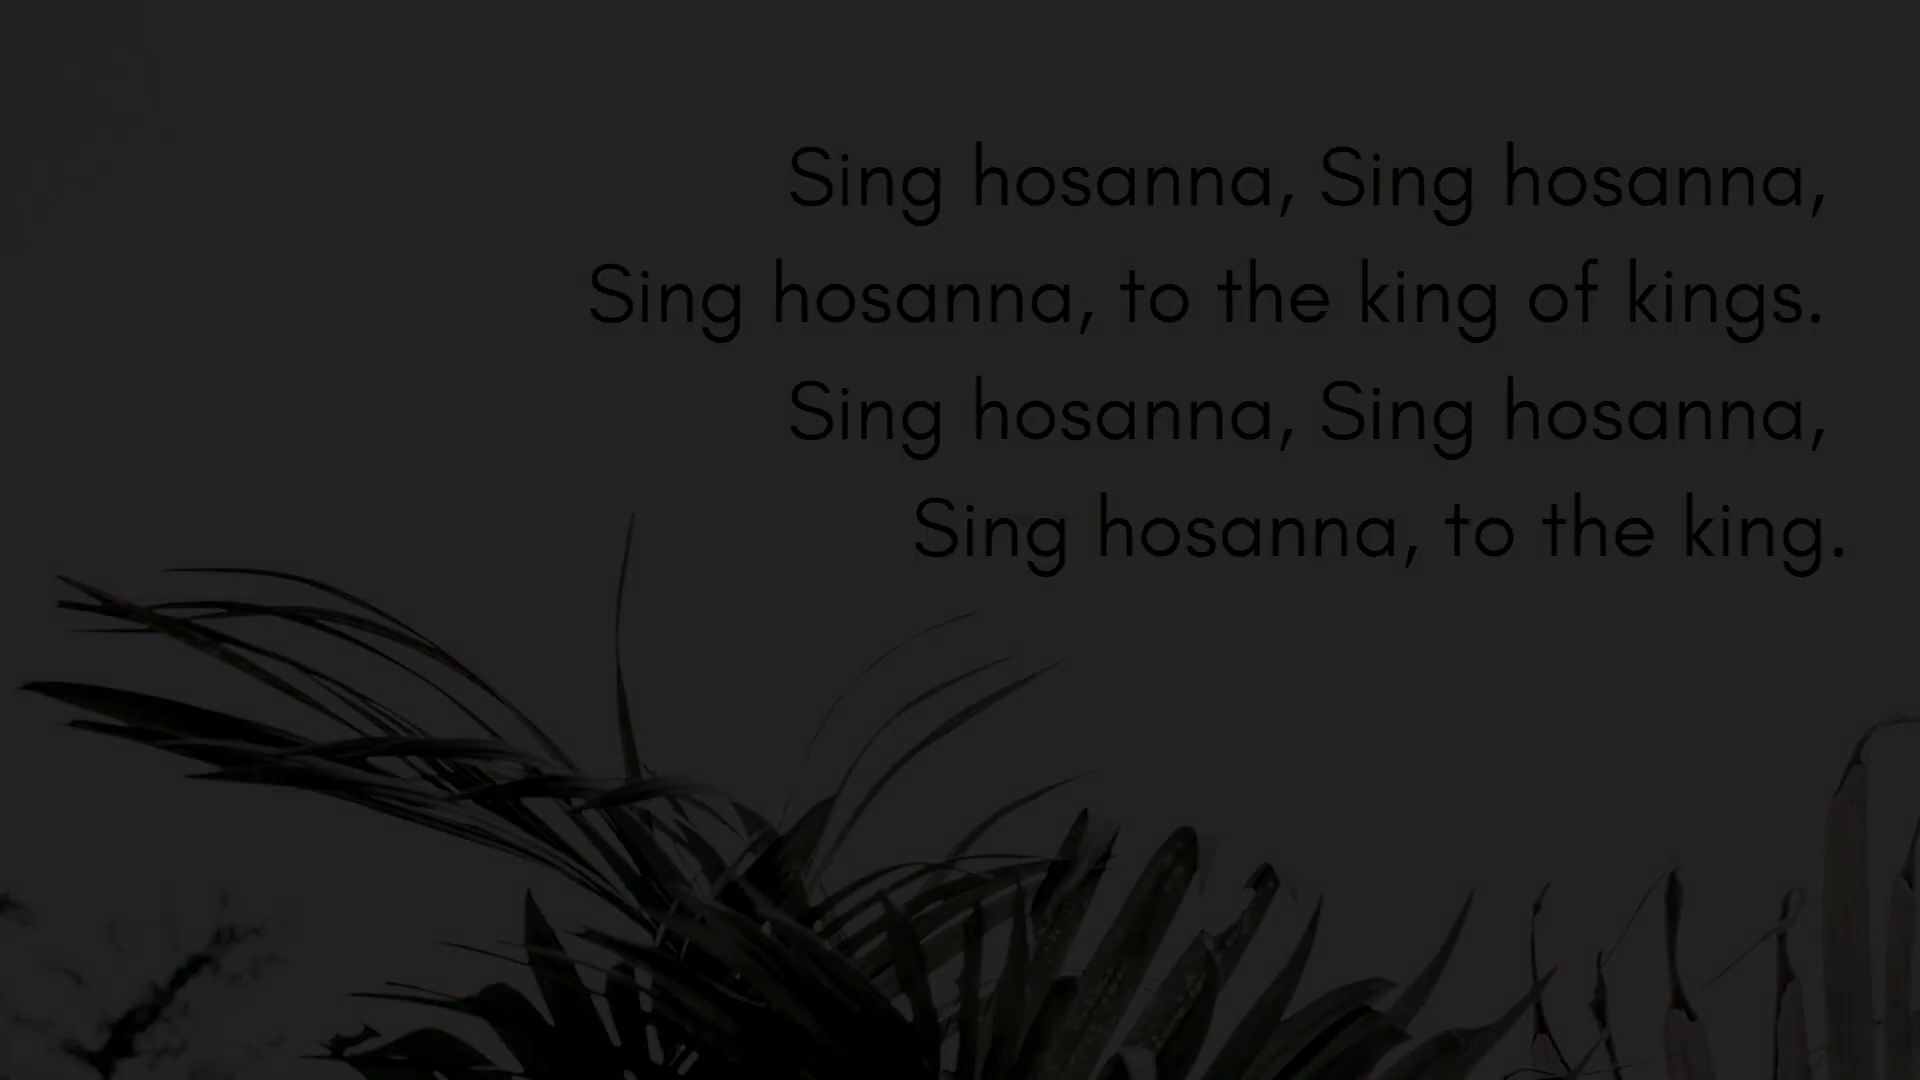 Sing hosanna, Sing hosanna,
Sing hosanna, to the king of kings.
Sing hosanna, Sing hosanna,
Sing hosanna, to the king.